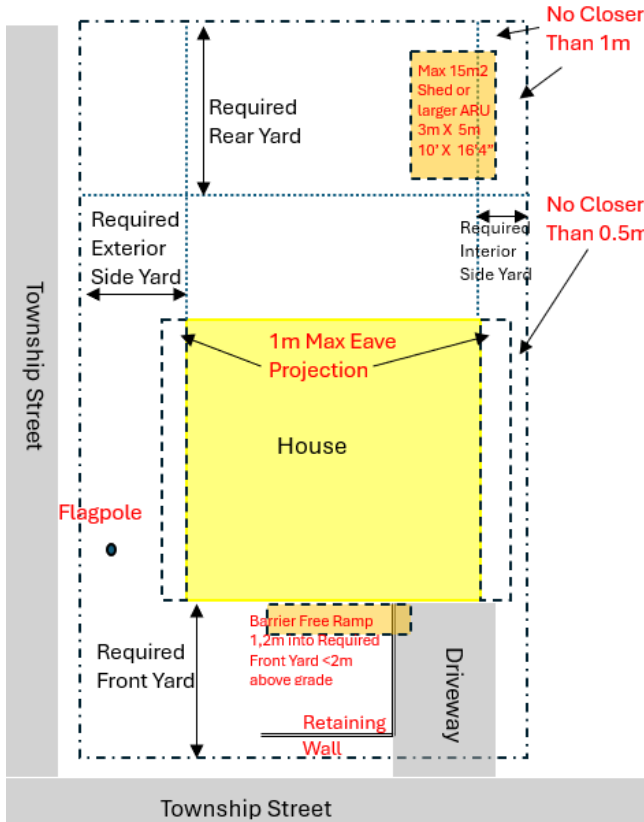 No Closer
Than 1m
Max 15m2
Shed or
larger ARU
3m X 5m
10' X 16'4"
Required
Rear Yard
Required
Exterior
Side Yard
No Closer
Than 0.5m
Required
Interior
Side Yard
Township Street
1m Max Eave
Projection
House
Flagpole
Barrier Free Ramp
1,2m into Required
Front Yard <2m
above grade
Required
Front Yard
Driveway
Retaining
Wall
Township Street